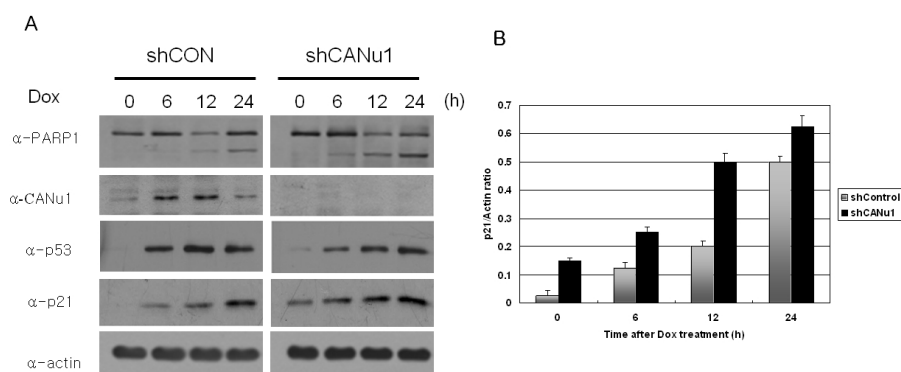 A
shCON
shCANu1
Dox
0 6 12 24
0 6 12 24
(h)
α-PARP1
α-CANu1
α-p53
α-p21
α-actin
B
p21/Actin ratio
0.7
0.6
0.5
0.4
0.3
0.2
0.1
0
0 6 12 24
Time after Dox treatment (h)
shControl
shCANu1